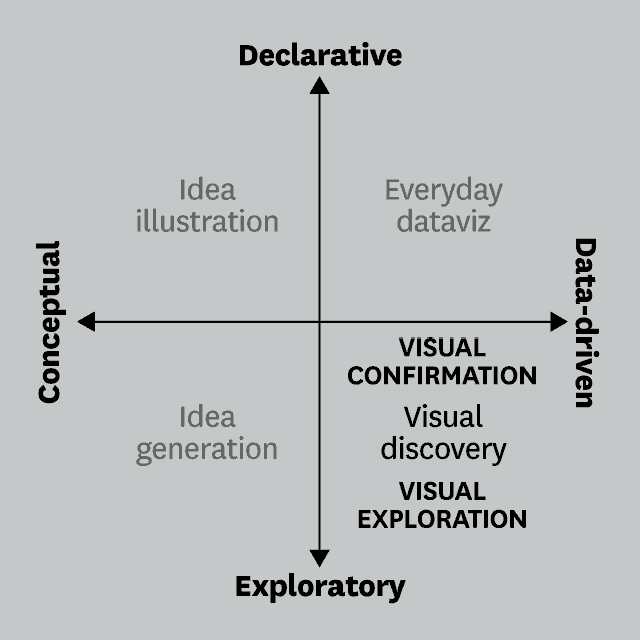 Declarative
Idea
illustration
Everyday
dataviz
Conceptual
Data-driven
VISUAL
CONFIRMATION
Idea
generation
Visual
discovery
VISUAL
EXPLORATION
Exploratory